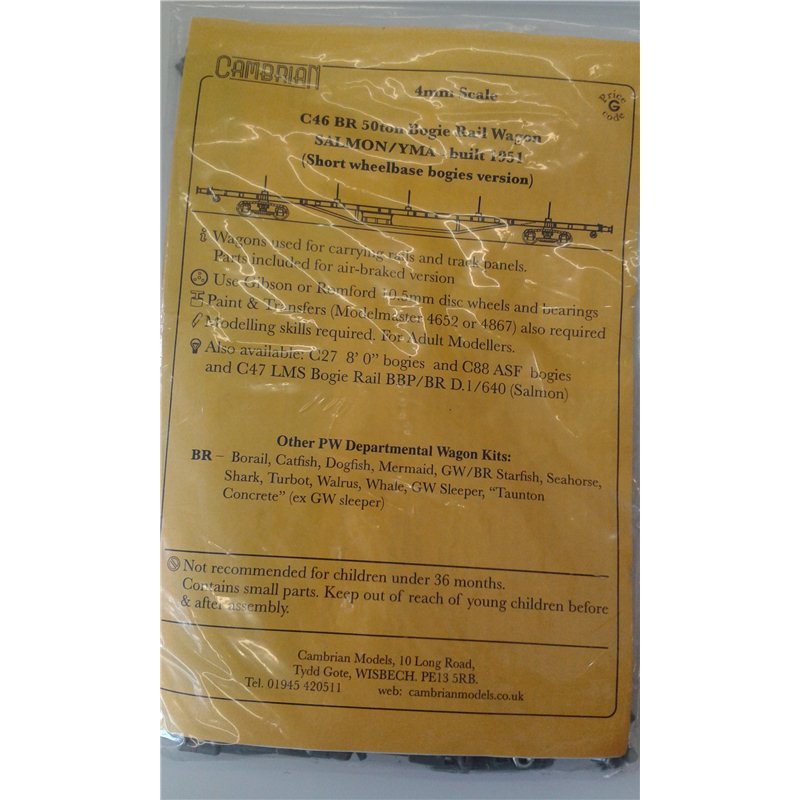 CAMBRIAN
4mm Scale
Price
G
code
C46 BR 50ton Bogie Rail Wagon
SALMON/YMA - built 1951
(Short wheelbase bogies version)
Wagons used for carrying rails and track panels.
Parts included for air-braked version
Use Gibson or Romford 10.5mm disc wheels and bearings
Paint & Transfers (Modelmaster 4652 or 4867) also required
Modelling skills required. For Adult Modellers.
Also available: C27 8' 0" bogies and C88 ASF bogies
and C47 LMS Bogie Rail BBP/BR D.1/640 (Salmon)
Other PW Departmental Wagon Kits:
BR – Borail, Catfish, Dogfish, Mermaid, GW/BR Starfish, Seahorse,
Shark, Turbot, Walrus, Whale, GW Sleeper, "Taunton
Concrete" (ex GW sleeper)
Not recommended for children under 36 months.
Contains small parts. Keep out of reach of young children before
& after assembly.
Cambrian Models, 10 Long Road,
Tydd Gote, WISBECH. PE13 5RB.
Tel. 01945 420511 web: cambrianmodels.co.uk